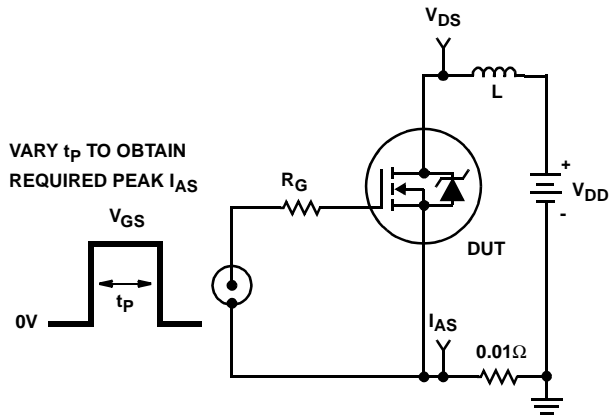 V_DS
L
VARY t_P TO OBTAIN
REQUIRED PEAK I_AS
R_G
+
V_DD
-
V_GS
DUT
t_P
0V
I_AS
0.01Ω